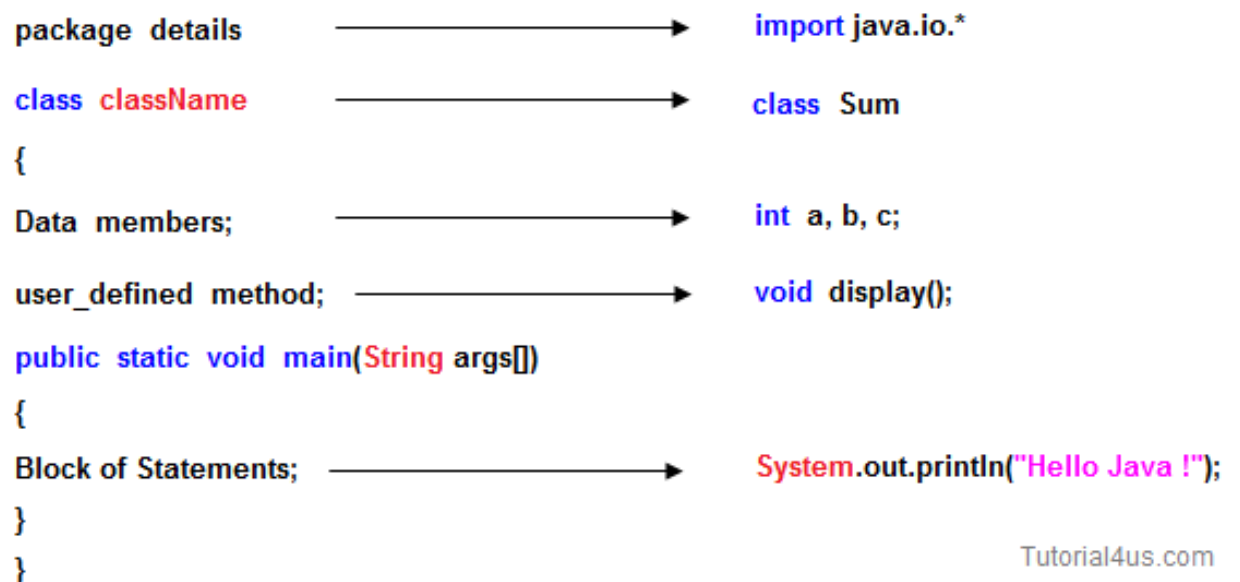 package details import java.io.*
class className class Sum
{
Data members; int a, b, c;
user_defined method; void display();
public static void main(String args[])
{
Block of Statements; System.out.println("Hello Java !");
}
}
Tutorial4us.com